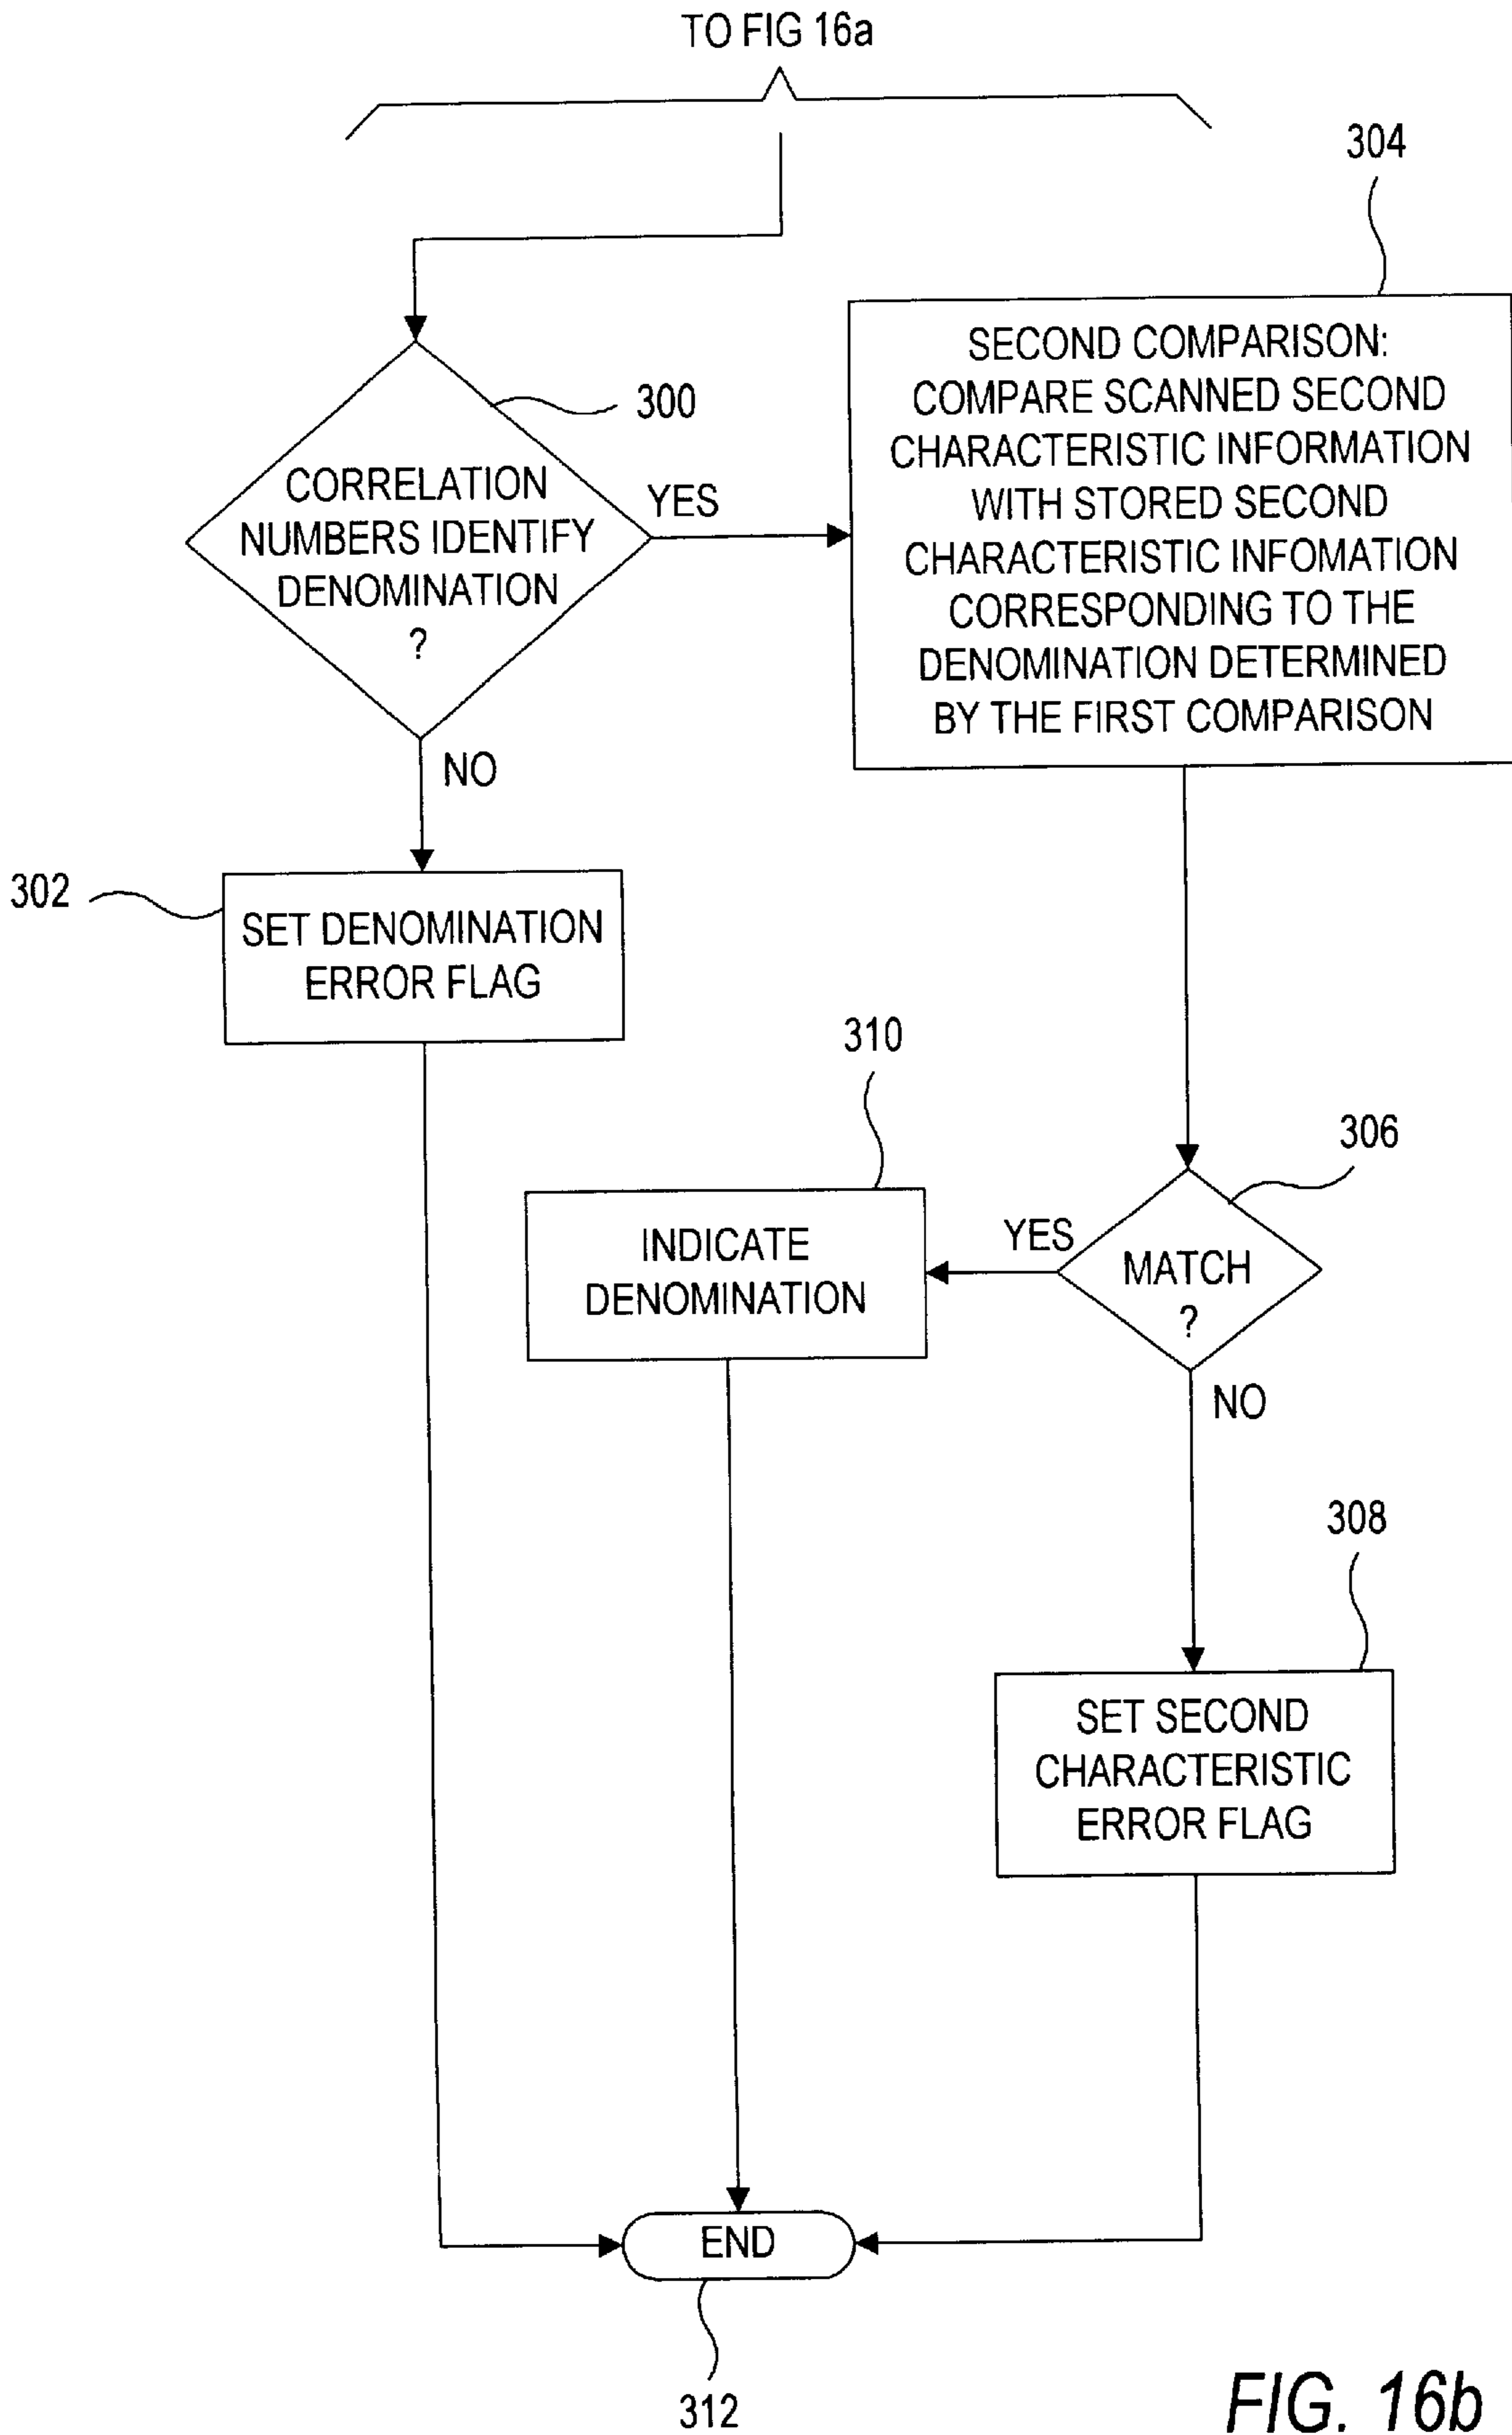 TO FIG 16a
304
300
CORRELATION
NUMBERS IDENTIFY
DENOMINATION
?
YES
NO
SECOND COMPARISON:
COMPARE SCANNED SECOND
CHARACTERISTIC INFORMATION
WITH STORED SECOND
CHARACTERISTIC INFOMATION
CORRESPONDING TO THE
DENOMINATION DETERMINED
BY THE FIRST COMPARISON
302
SET DENOMINATION
ERROR FLAG
310
INDICATE
DENOMINATION
306
YES
MATCH
?
NO
308
SET SECOND
CHARACTERISTIC
ERROR FLAG
END
312
FIG. 16b